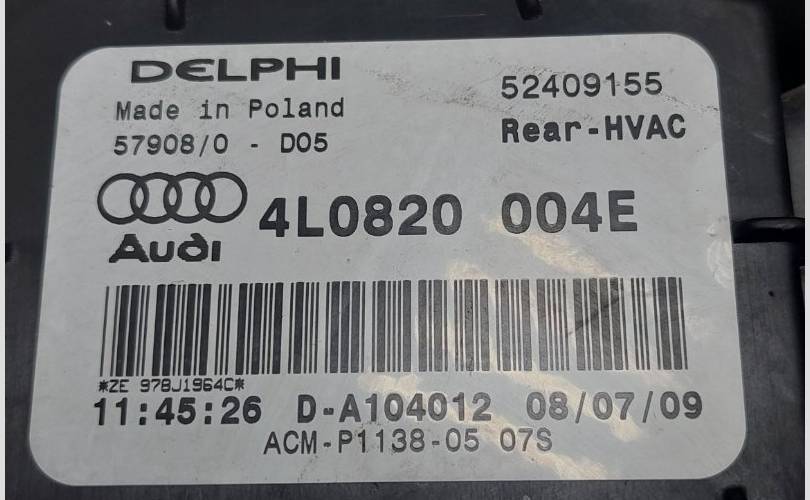 DELPHI
52409155
Made in Poland
Rear-HVAC
57908/0 - D05
4L0820 004E
Audi
*ZE 978J1964C*
11:45:26 D-A104012 08/07/09
ACM-P1138-05 07S